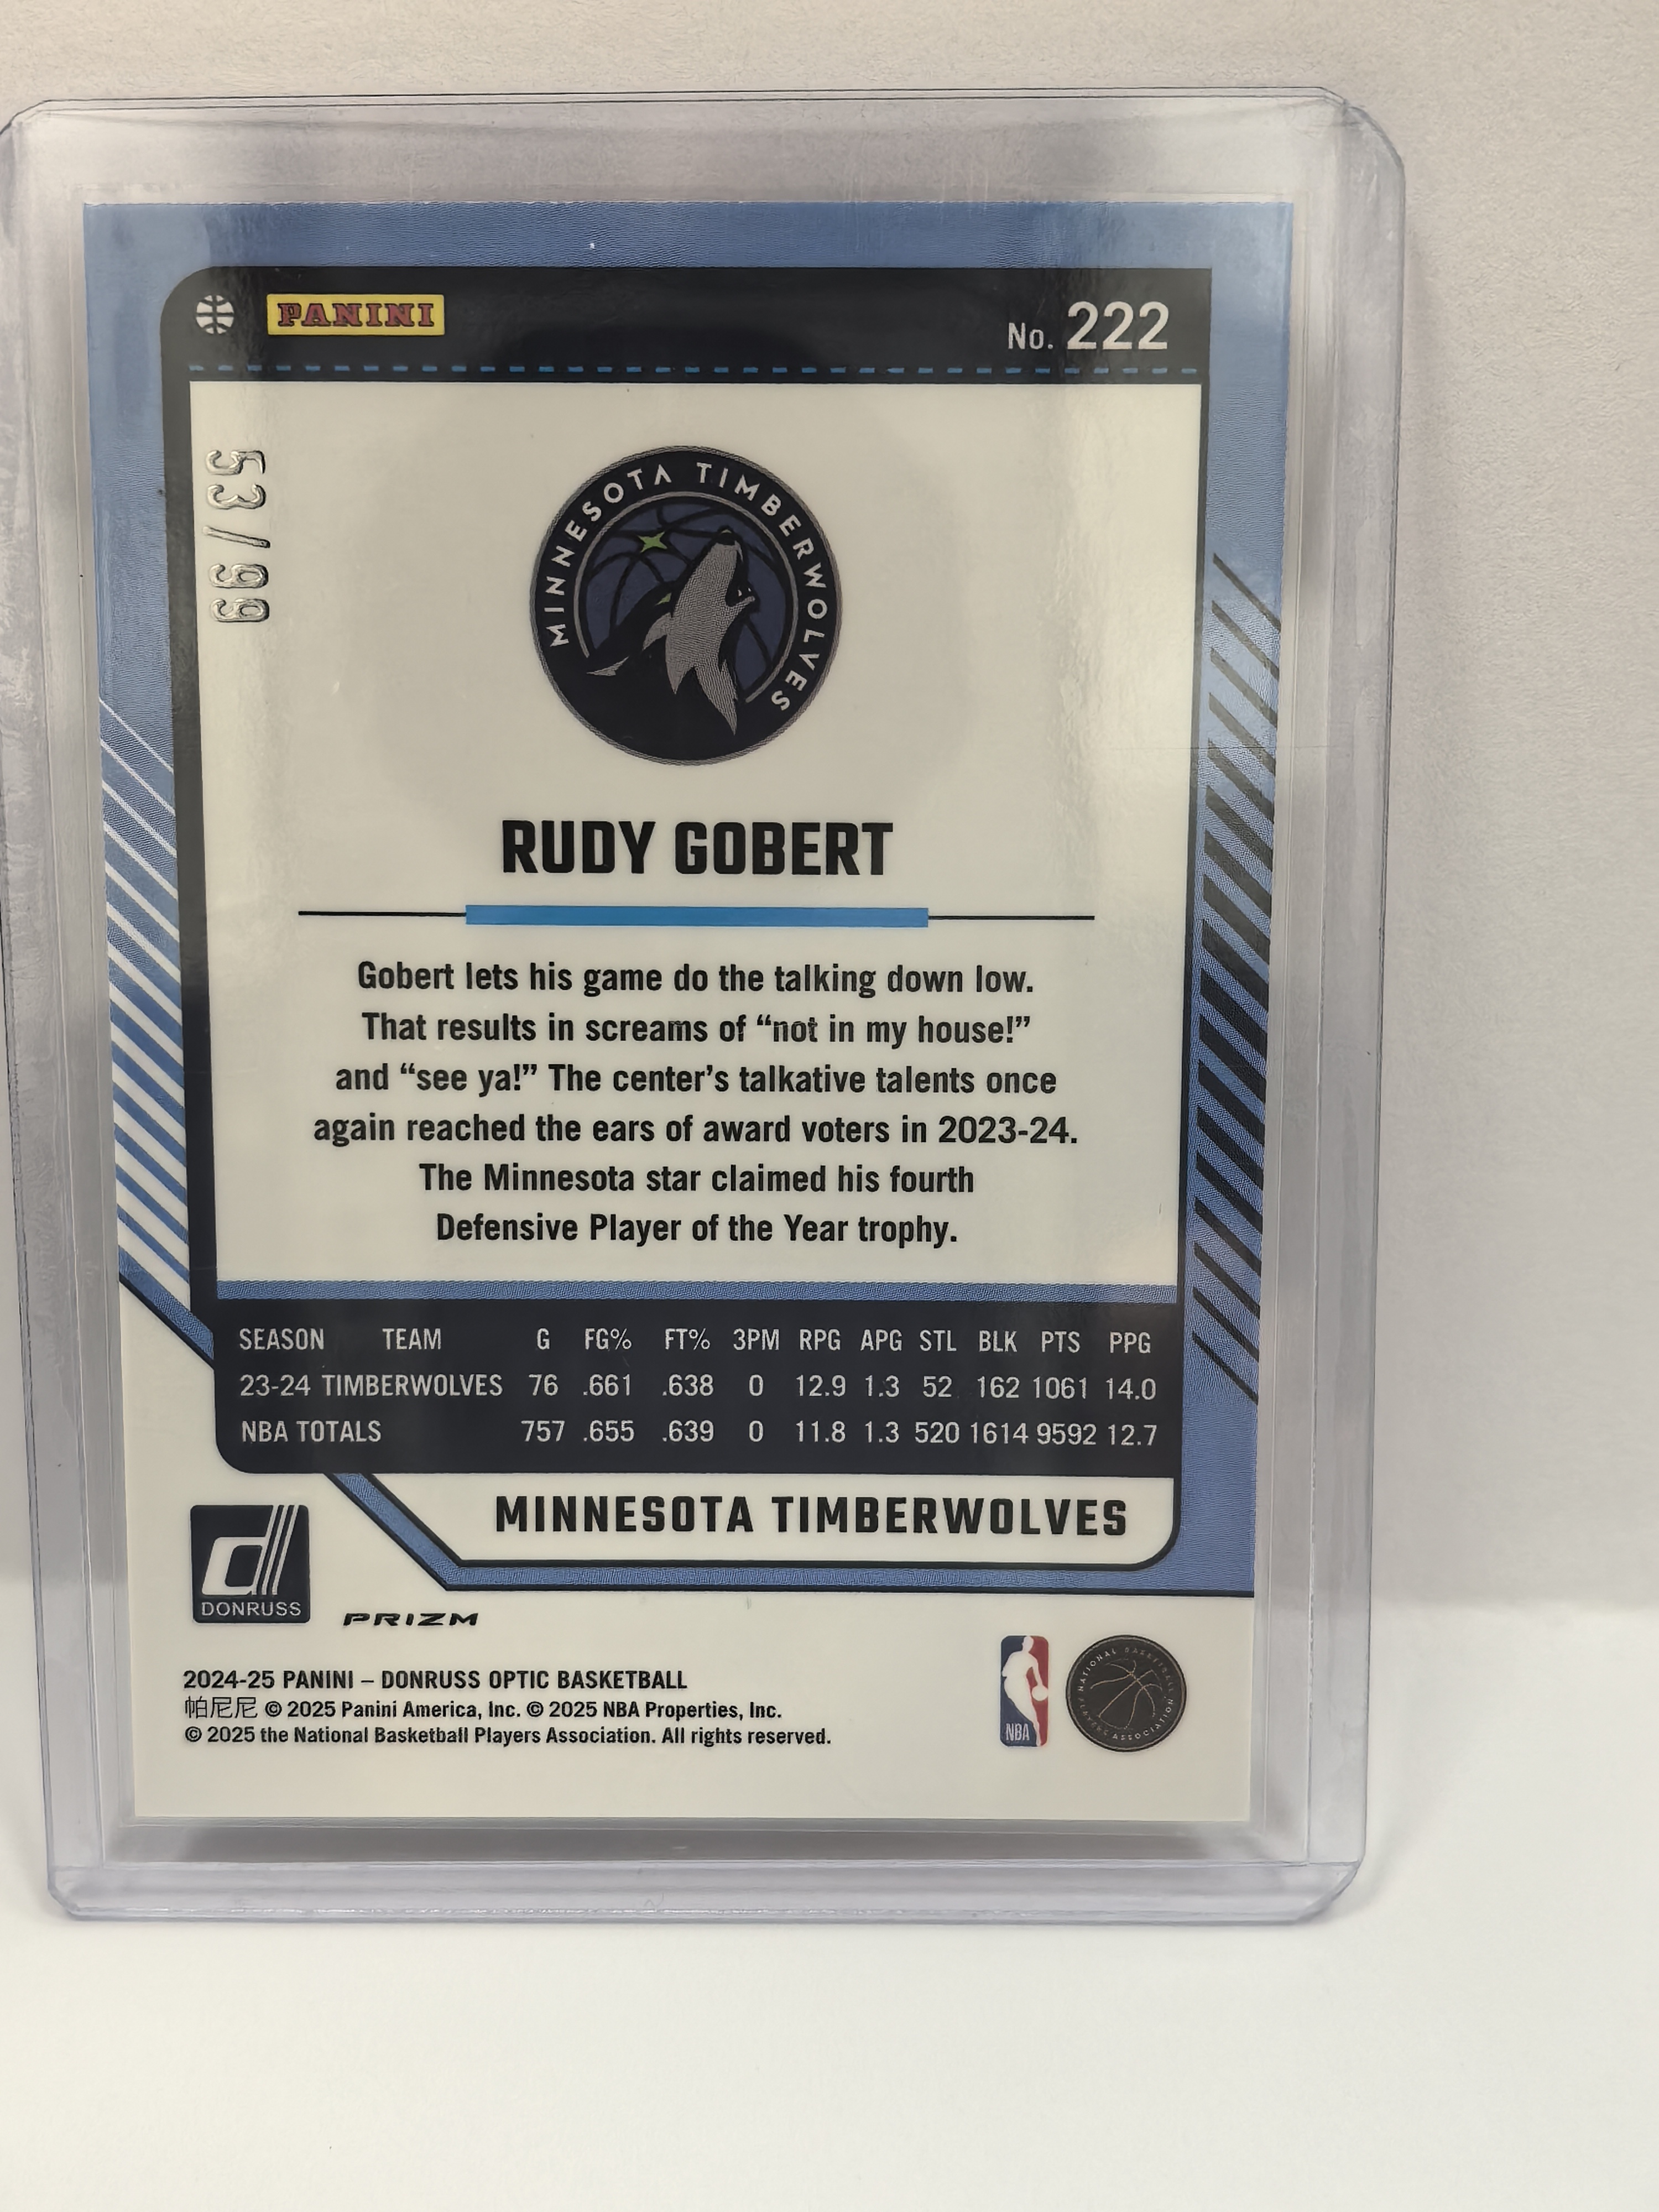 PANINI
No. 222
53/99
MINNESOTA TIMBERWOLVES
RUDY GOBERT
Gobert lets his game do the talking down low.
That results in screams of “not in my house!”
and “see ya!” The center’s talkative talents once
again reached the ears of award voters in 2023-24.
The Minnesota star claimed his fourth
Defensive Player of the Year trophy.
SEASON TEAM G FG% FT% 3PM RPG APG STL BLK PTS PPG
23-24 TIMBERWOLVES 76 .661 .638 0 12.9 1.3 52 162 1061 14.0
NBA TOTALS 757 .655 .639 0 11.8 1.3 520 1614 9592 12.7
MINNESOTA TIMBERWOLVES
DONRUSS
PRIZM
2024-25 PANINI – DONRUSS OPTIC BASKETBALL
帕尼尼 © 2025 Panini America, Inc. © 2025 NBA Properties, Inc.
© 2025 the National Basketball Players Association. All rights reserved.
NBA
NATIONAL BASKETBALL PLAYERS ASSOCIATION